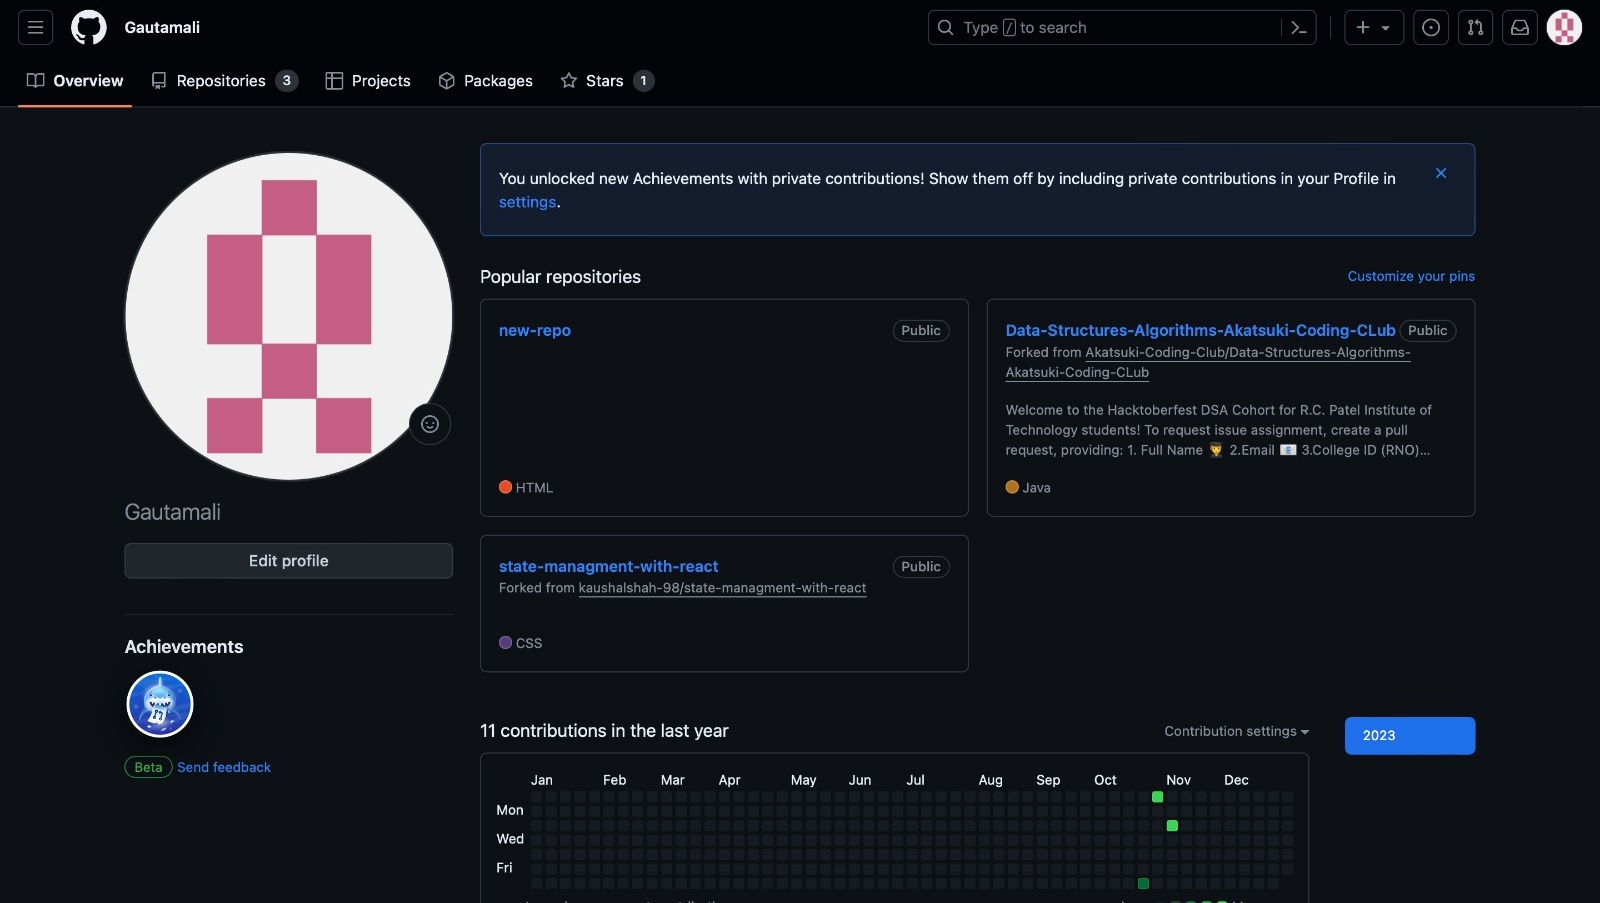 Gautamali
Type / to search
Overview
Repositories 3
Projects
Packages
Stars 1
You unlocked new Achievements with private contributions! Show them off by including private contributions in your Profile in
settings.
Popular repositories
Customize your pins
new-repo
Public
HTML
Data-Structures-Algorithms-Akatsuki-Coding-CLub
Public
Forked from Akatsuki-Coding-Club/Data-Structures-Algorithms-
Akatsuki-Coding-CLub
Welcome to the Hacktoberfest DSA Cohort for R.C. Patel Institute of
Technology students! To request issue assignment, create a pull
request, providing: 1. Full Name 2.Email 3.College ID (RNO)...
Java
state-managment-with-react
Public
Forked from kaushalshah-98/state-managment-with-react
CSS
Gautamali
Edit profile
Achievements
Beta Send feedback
11 contributions in the last year
Contribution settings
2023
Jan Feb Mar Apr May Jun Jul Aug Sep Oct Nov Dec
Mon
Wed
Fri